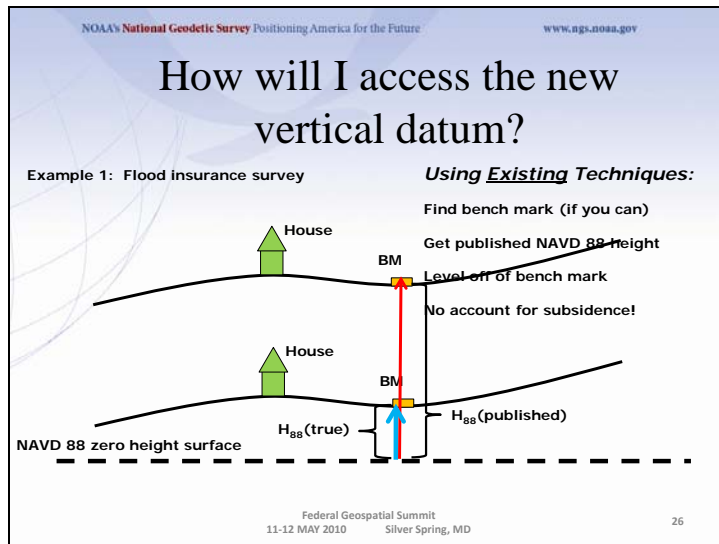 NOAA's National Geodetic Survey Positioning America for the Future www.ngs.noaa.gov
How will I access the new
vertical datum?
Example 1: Flood insurance survey
Using Existing Techniques:
Find bench mark (if you can)
Get published NAVD 88 height
Level off of bench mark
No account for subsidence!
House
BM
House
BM
H88(published)
H88(true)
NAVD 88 zero height surface
Federal Geospatial Summit
11-12 MAY 2010 Silver Spring, MD
26